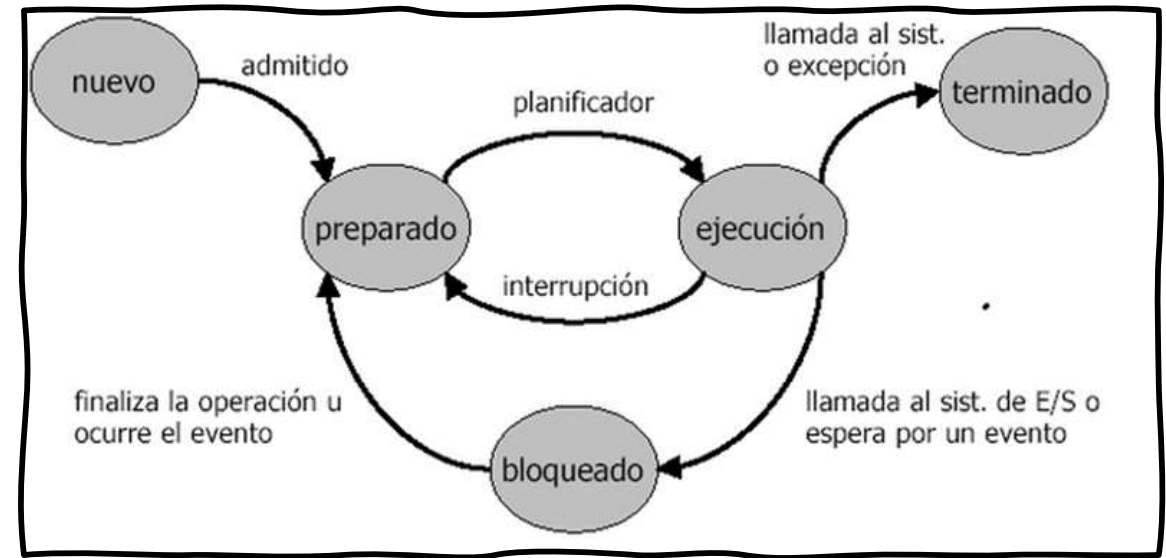 nuevo
admitido
llamada al sist.
o excepción
terminado
planificador
preparado
ejecución
interrupción
finaliza la operación u
ocurre el evento
llamada al sist. de E/S o
espera por un evento
bloqueado